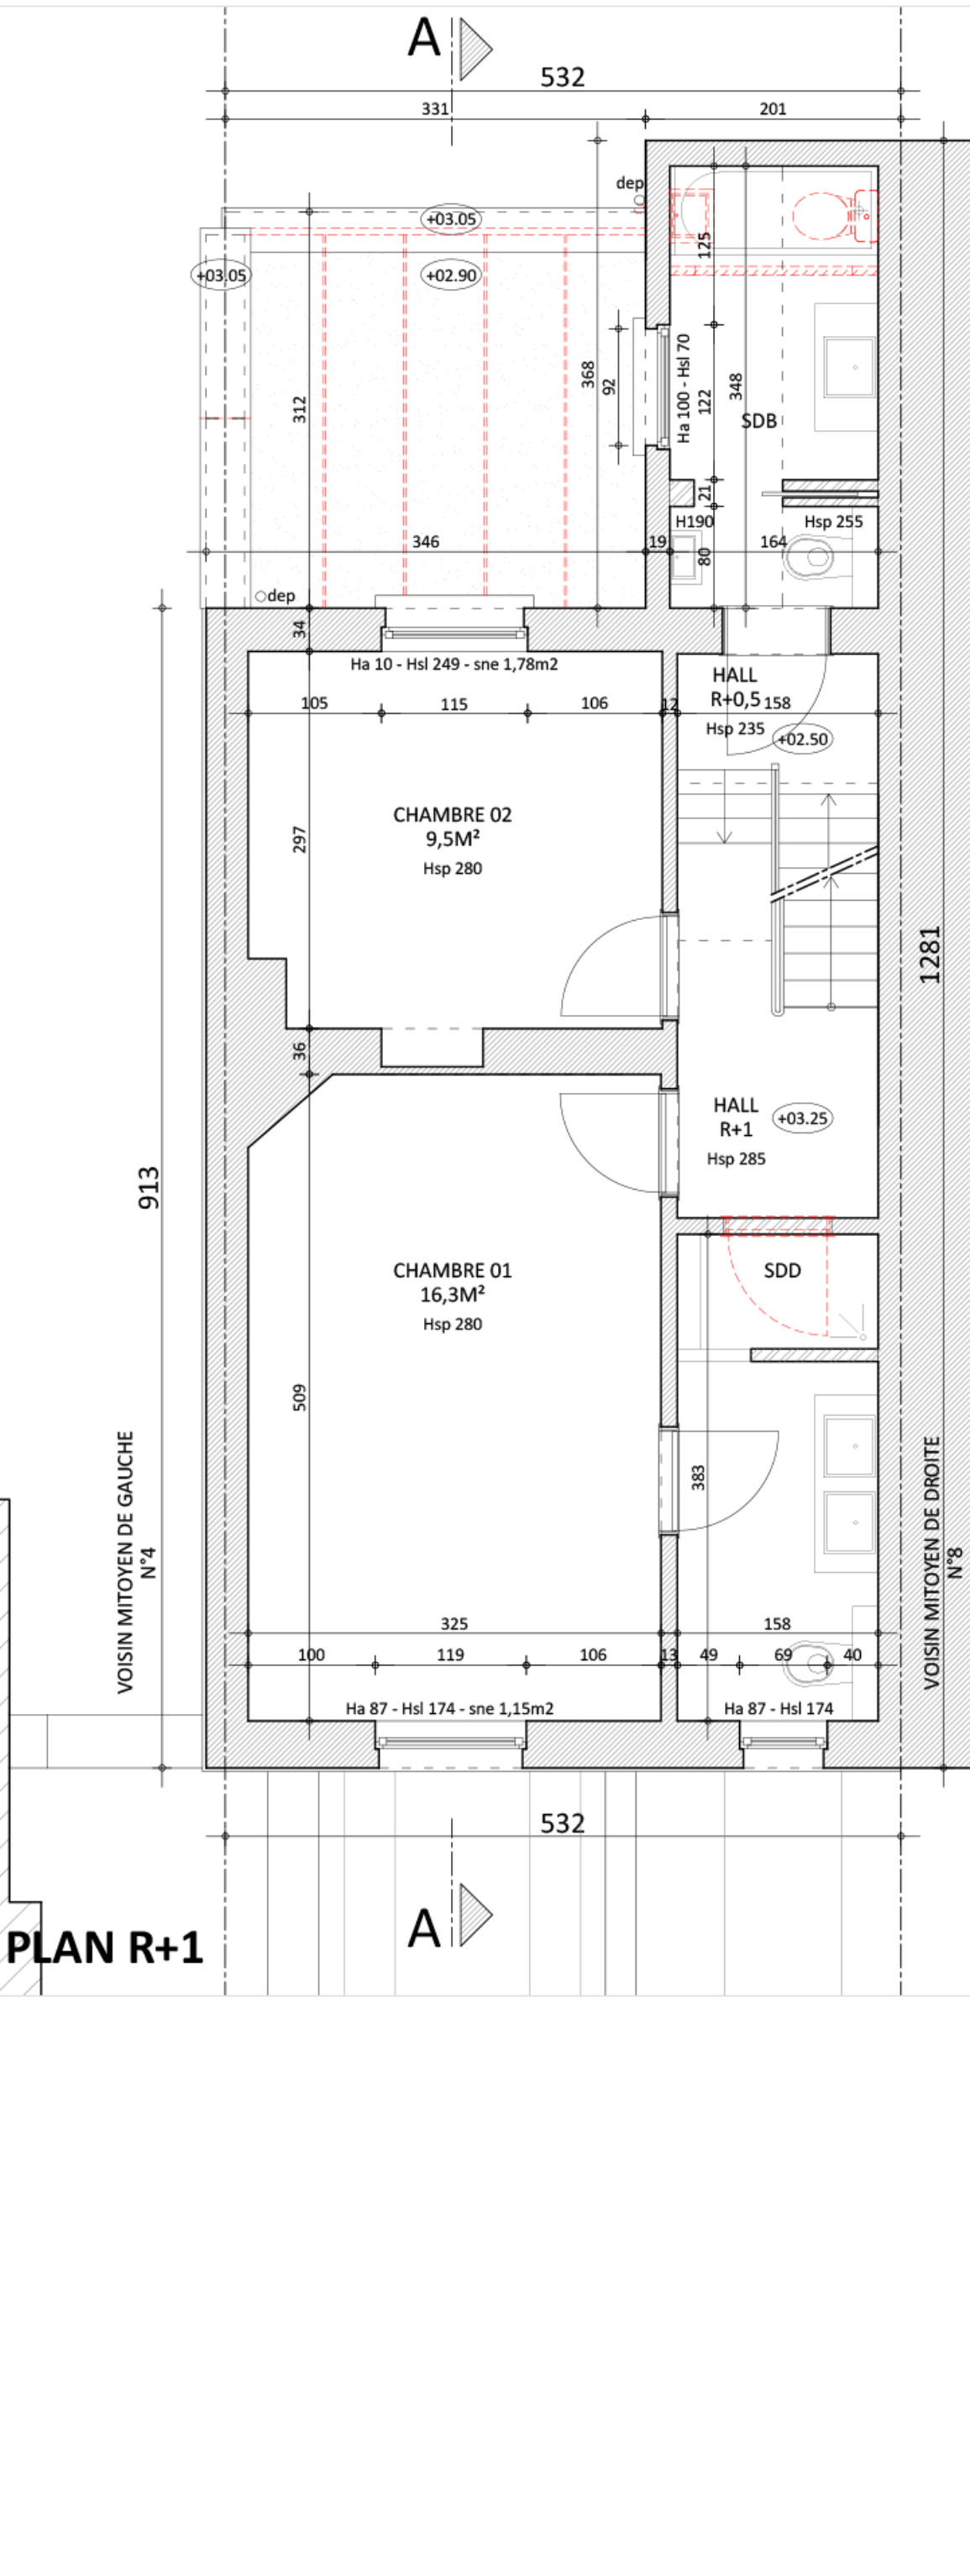 A
532
331
201
dep
+03.05
+03.05
+02.90
125
312
368
92
Ha 100 - Hsl 70
122
348
SDB
21
H190
Hsp 255
346
19
80
164
dep
34
Ha 10 - Hsl 249 - sne 1,78m2
HALL
R+0,5
105
115
106
12
158
Hsp 235
+02.50
CHAMBRE 02
9,5M²
Hsp 280
297
1281
36
HALL
R+1
+03.25
Hsp 285
913
CHAMBRE 01
16,3M²
Hsp 280
SDD
509
383
VOISIN MITOYEN DE GAUCHE
N°4
VOISIN MITOYEN DE DROITE
N°8
325
158
100
119
106
13
49
69
40
Ha 87 - Hsl 174 - sne 1,15m2
Ha 87 - Hsl 174
532
A
PLAN R+1